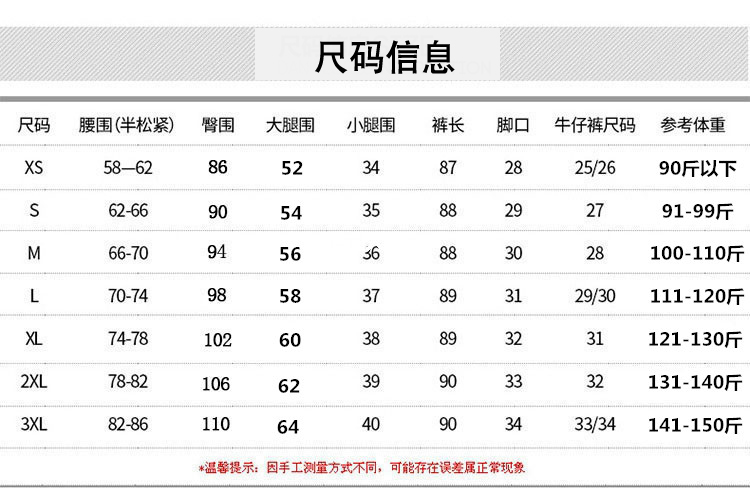 尺码信息
尺码 腰围(半松紧) 臀围 大腿围 小腿围 裤长 脚口 牛仔裤尺码 参考体重
XS 58—62 86 52 34 87 28 25/26 90斤以下
S 62-66 90 54 35 88 29 27 91-99斤
M 66-70 94 56 36 88 30 28 100-110斤
L 70-74 98 58 37 89 31 29/30 111-120斤
XL 74-78 102 60 38 89 32 31 121-130斤
2XL 78-82 106 62 39 90 33 32 131-140斤
3XL 82-86 110 64 40 90 34 33/34 141-150斤
*温馨提示：因手工测量方式不同，可能存在误差属正常现象